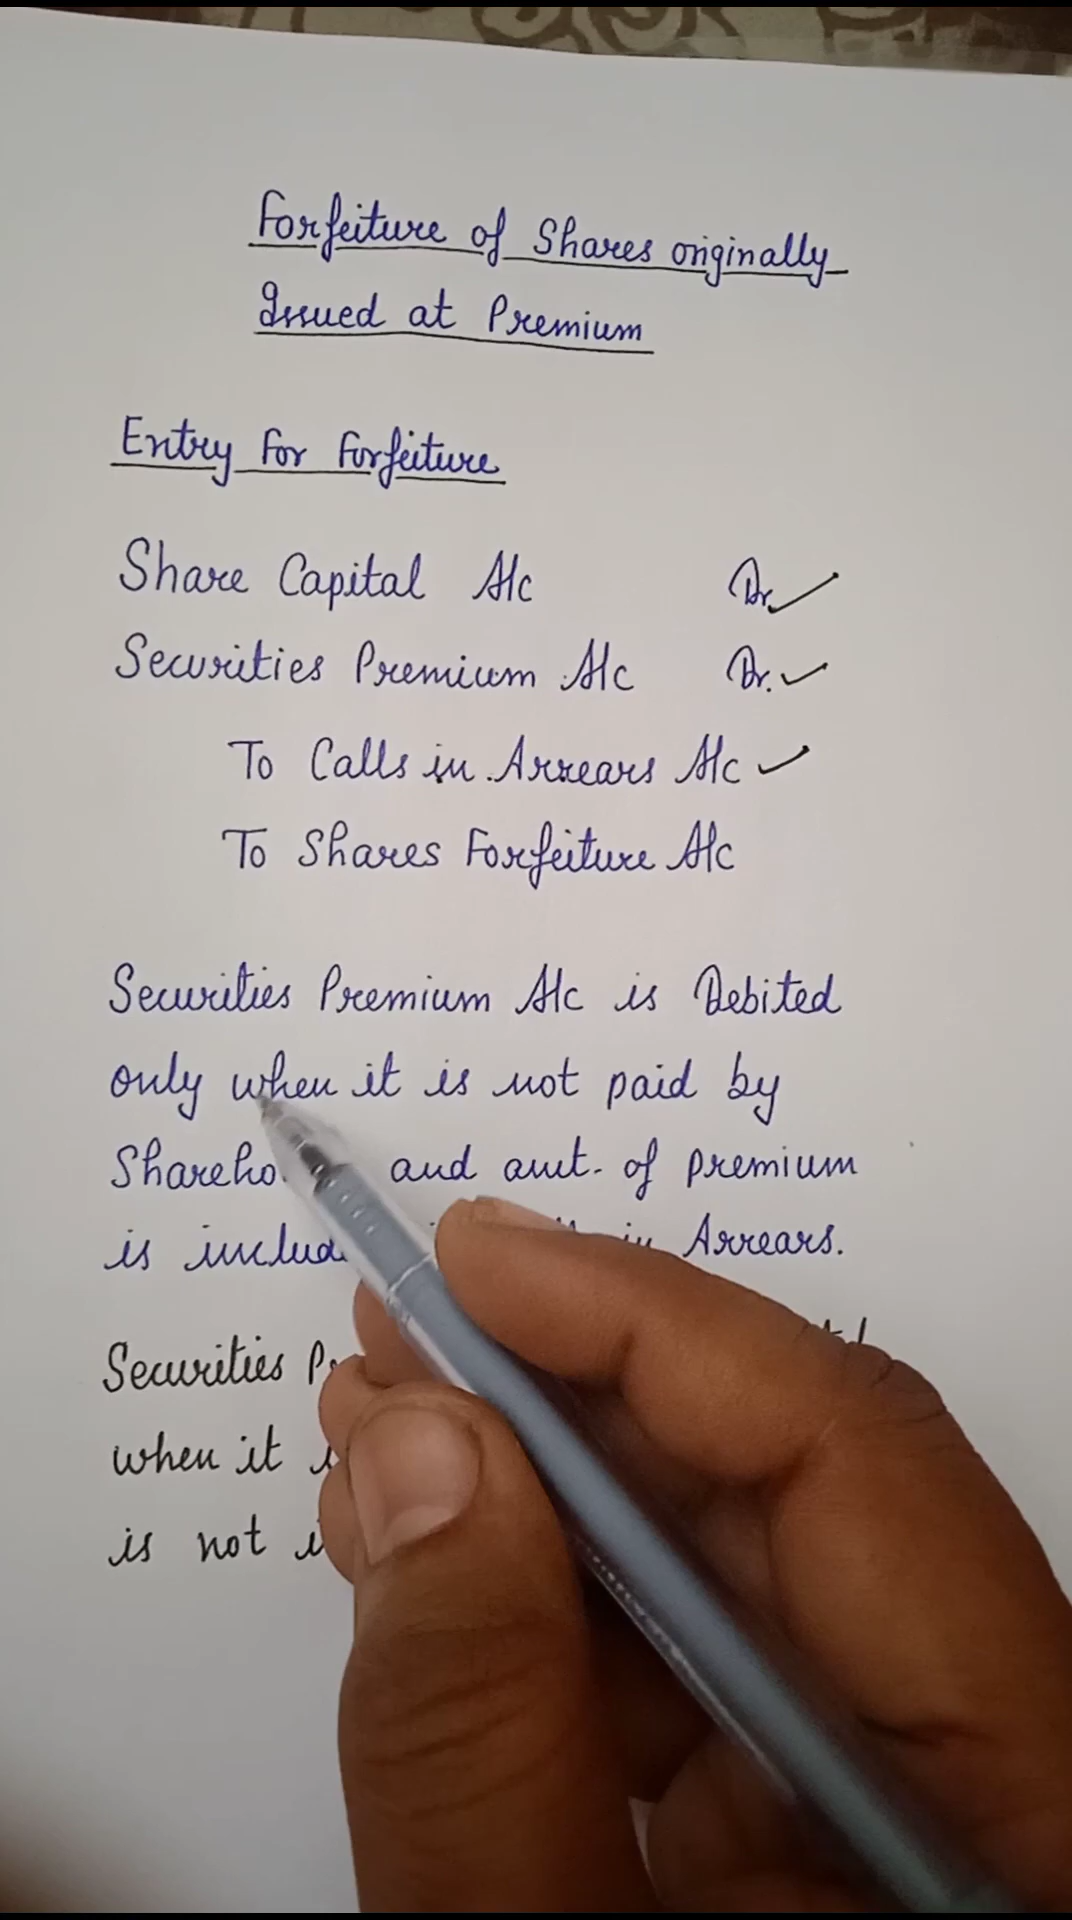 Forfeiture of Shares originally
Issued at Premium
Entry for Forfeiture
Share Capital A/c Dr.
Securities Premium A/c Dr.
To Calls in Arrears A/c
To Shares Forfeiture A/c
Securities Premium A/c is Debited
only when it is not paid by
and amt. of premium
is in Arrears.
Securities
when it
is not